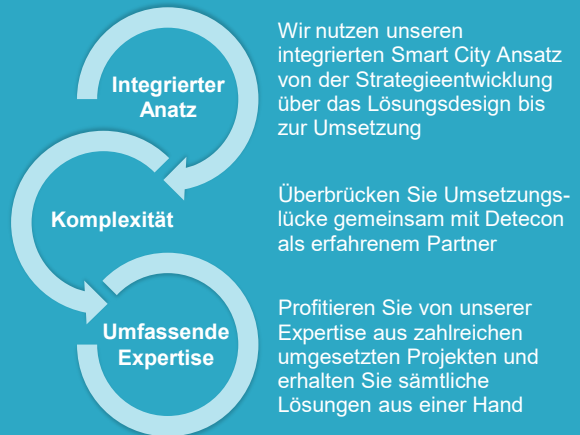 Integrierter
Anatz
Wir nutzen unseren
integrierten Smart City Ansatz
von der Strategieentwicklung
über das Lösungsdesign bis
zur Umsetzung
Komplexität
Überbrücken Sie Umsetzungs-
lücke gemeinsam mit Detecon
als erfahrenem Partner
Umfassende
Expertise
Profitieren Sie von unserer
Expertise aus zahlreichen
umgesetzten Projekten und
erhalten Sie sämtliche
Lösungen aus einer Hand